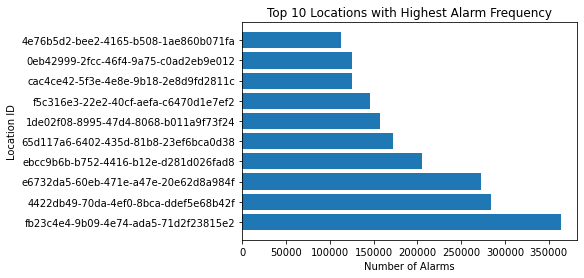 Top 10 Locations with Highest Alarm Frequency
Location ID
4e76b5d2-bee2-4165-b508-1ae860b071fa
0eb42999-2fcc-46f4-9a75-c0ad2eb9e012
cac4ce42-5f3e-4e8e-9b18-2e8d9fd2811c
f5c316e3-22e2-40cf-aefa-c6470d1e7ef2
1de02f08-8995-47d4-8068-b011a9f73f24
65d117a6-6402-435d-81b8-23ef6bca0d38
ebcc9b6b-b752-4416-b12e-d281d026fad8
e6732da5-60eb-471e-a47e-20e62d8a984f
4422db49-70da-4ef0-8bca-ddef5e68b42f
fb23c4e4-9b09-4e74-ada5-71d2f23815e2
0 50000 100000 150000 200000 250000 300000 350000
Number of Alarms